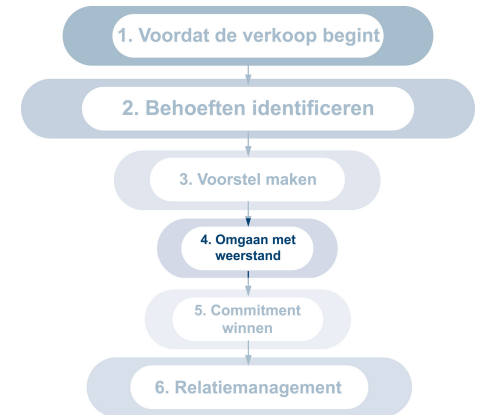 1. Voordat de verkoop begint
2. Behoeften identificeren
3. Voorstel maken
4. Omgaan met
weerstand
5. Commitment
winnen
6. Relatiemanagement